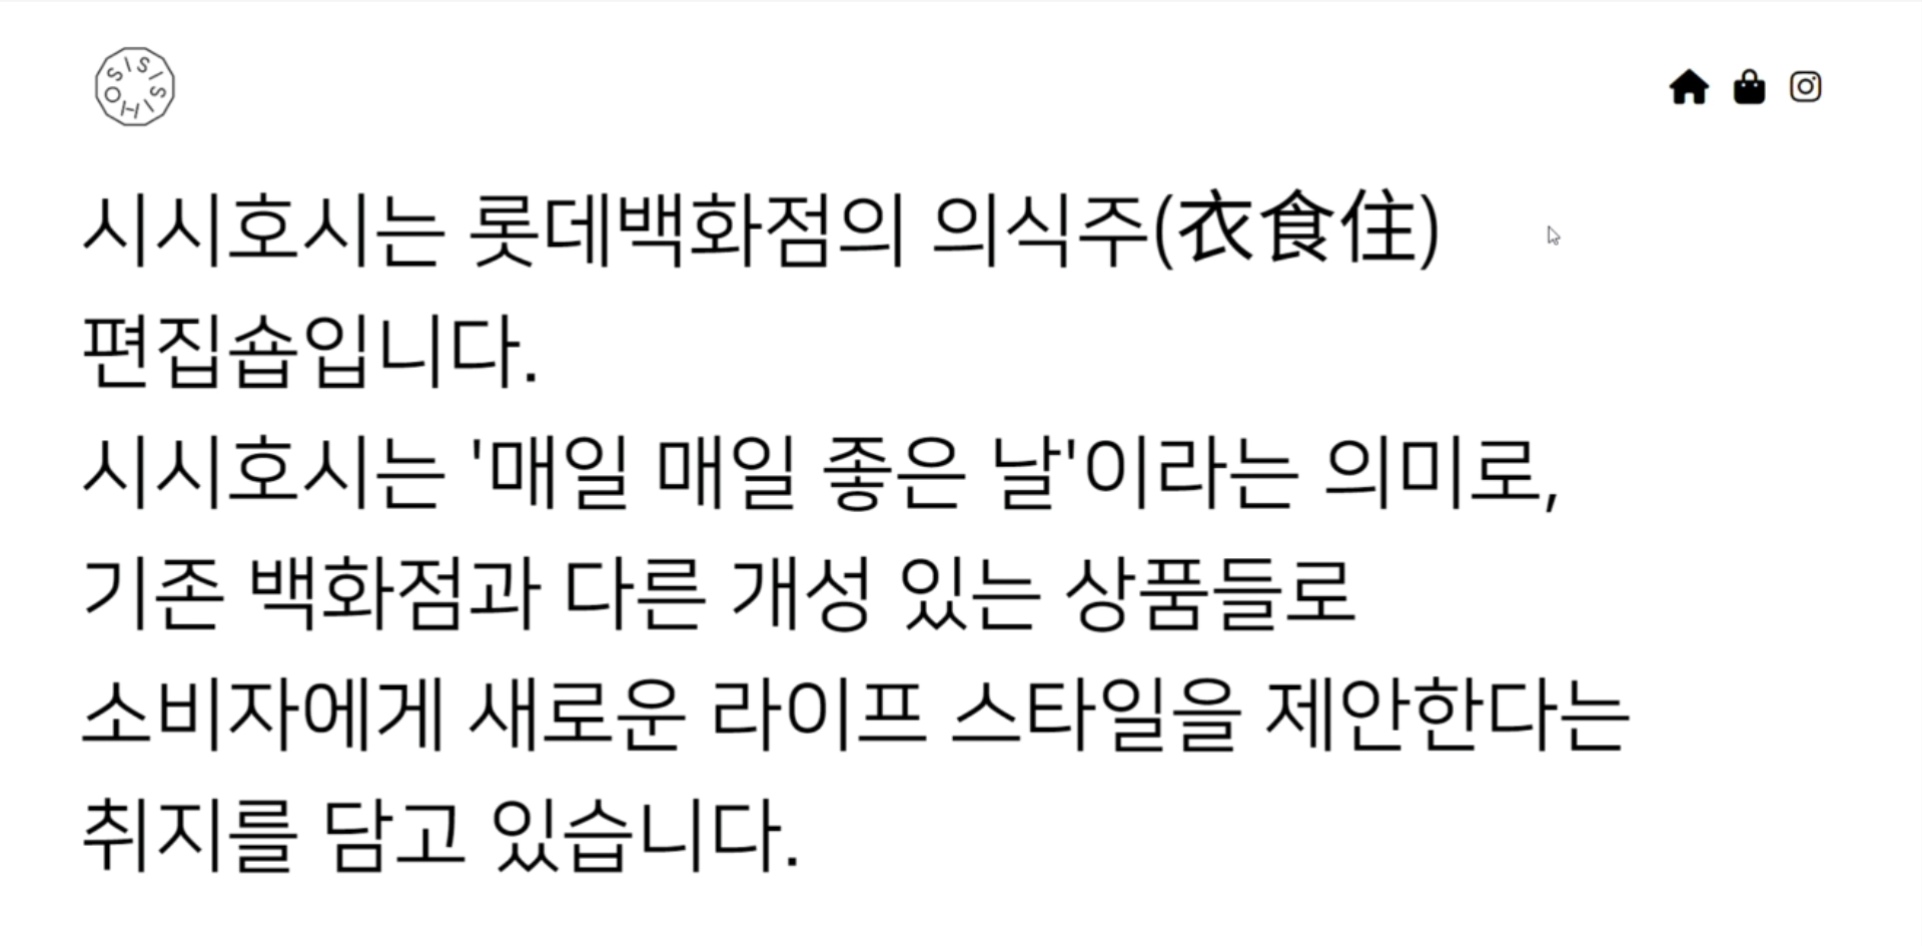 SISISIHO
시시호시는 롯데백화점의 의식주(衣食住)
편집숍입니다.
시시호시는 '매일 매일 좋은 날'이라는 의미로,
기존 백화점과 다른 개성 있는 상품들로
소비자에게 새로운 라이프 스타일을 제안한다는
취지를 담고 있습니다.